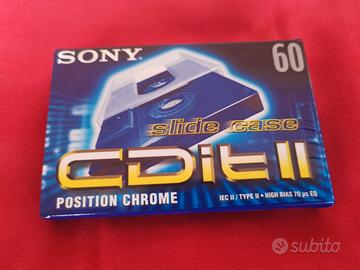 SONY
60
slide case
CDit II
POSITION CHROME
IEC II / TYPE II • HIGH BIAS 70 µs EQ
subito